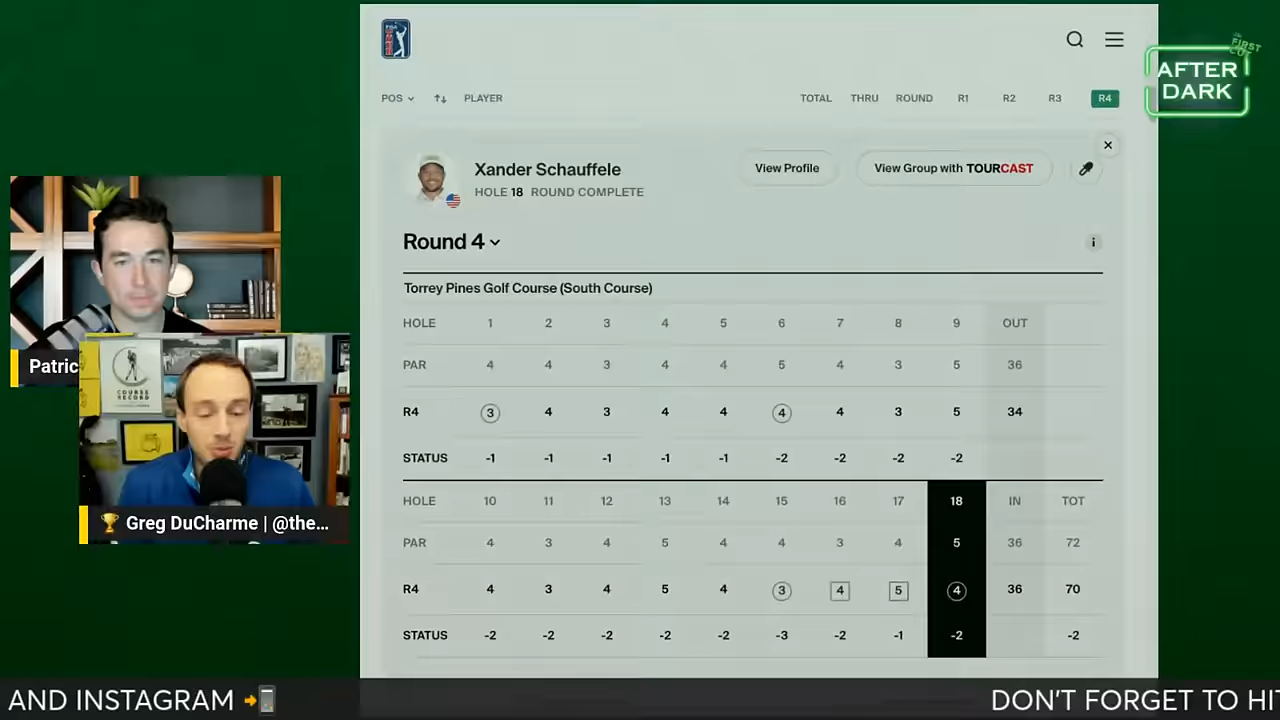 FIRST CUT
AFTER DARK
POS PLAYER TOTAL THRU ROUND R1 R2 R3 R4
Xander Schauffele
HOLE 18 ROUND COMPLETE
View Profile
View Group with TOURCAST
Round 4
Torrey Pines Golf Course (South Course)
HOLE 1 2 3 4 5 6 7 8 9 OUT
PAR 4 4 3 4 4 5 4 3 5 36
R4 3 4 3 4 4 4 4 3 5 34
STATUS -1 -1 -1 -1 -1 -2 -2 -2 -2
HOLE 10 11 12 13 14 15 16 17 18 IN TOT
PAR 4 3 4 5 4 4 3 4 5 36 72
R4 4 3 4 5 4 3 4 5 4 36 70
STATUS -2 -2 -2 -2 -2 -3 -2 -1 -2 -2
Patric
COURSE
RECORD
🏆 Greg DuCharme | @the...
AND INSTAGRAM DON'T FORGET TO HIT